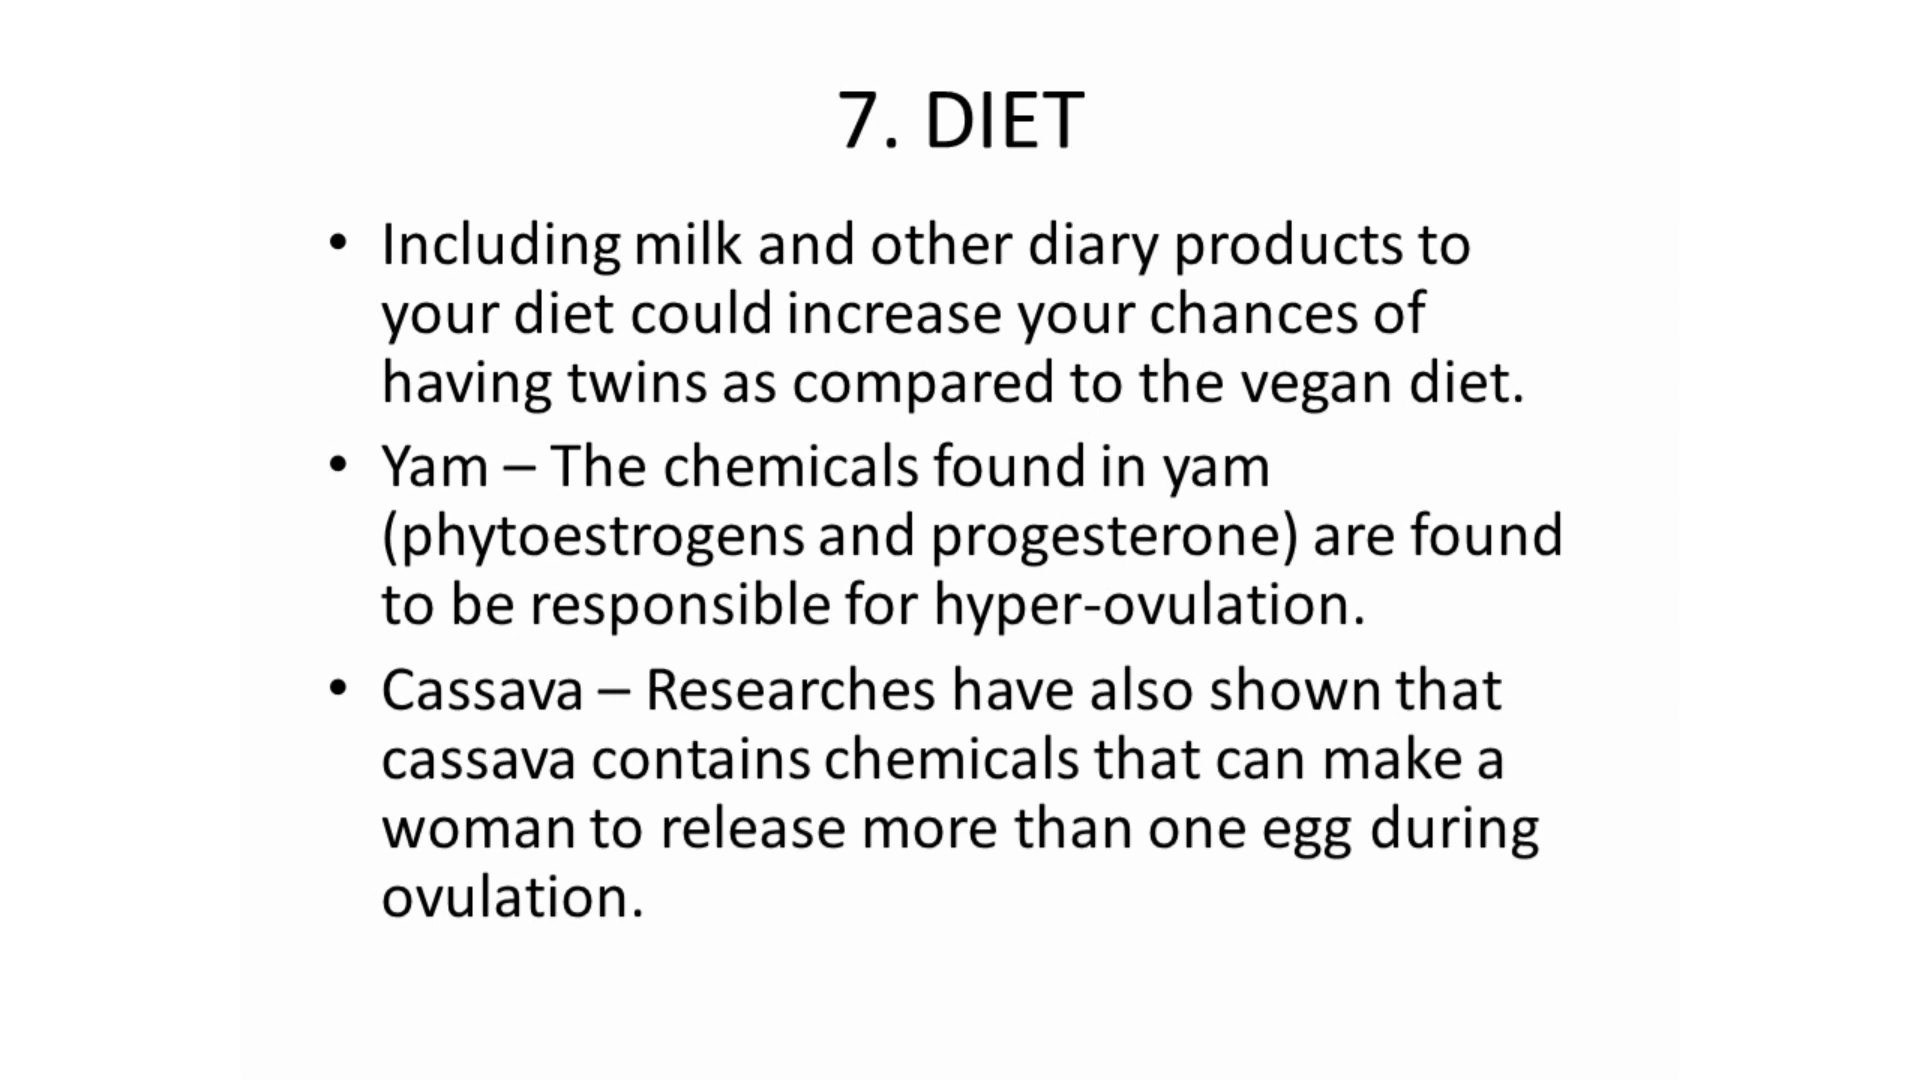 7. DIET
• Including milk and other diary products to
your diet could increase your chances of
having twins as compared to the vegan diet.
• Yam – The chemicals found in yam
(phytoestrogens and progesterone) are found
to be responsible for hyper-ovulation.
• Cassava – Researches have also shown that
cassava contains chemicals that can make a
woman to release more than one egg during
ovulation.